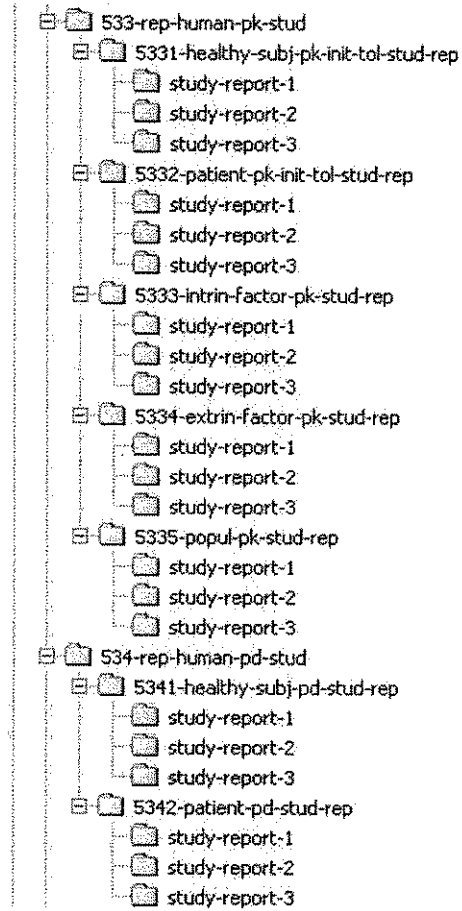 533-rep-human-pk-stud
5331-healthy-subj-pk-init-tol-stud-rep
study-report-1
study-report-2
study-report-3
5332-patient-pk-init-tol-stud-rep
study-report-1
study-report-2
study-report-3
5333-intrin-factor-pk-stud-rep
study-report-1
study-report-2
study-report-3
5334-extrin-factor-pk-stud-rep
study-report-1
study-report-2
study-report-3
5335-popul-pk-stud-rep
study-report-1
study-report-2
study-report-3
534-rep-human-pd-stud
5341-healthy-subj-pd-stud-rep
study-report-1
study-report-2
study-report-3
5342-patient-pd-stud-rep
study-report-1
study-report-2
study-report-3